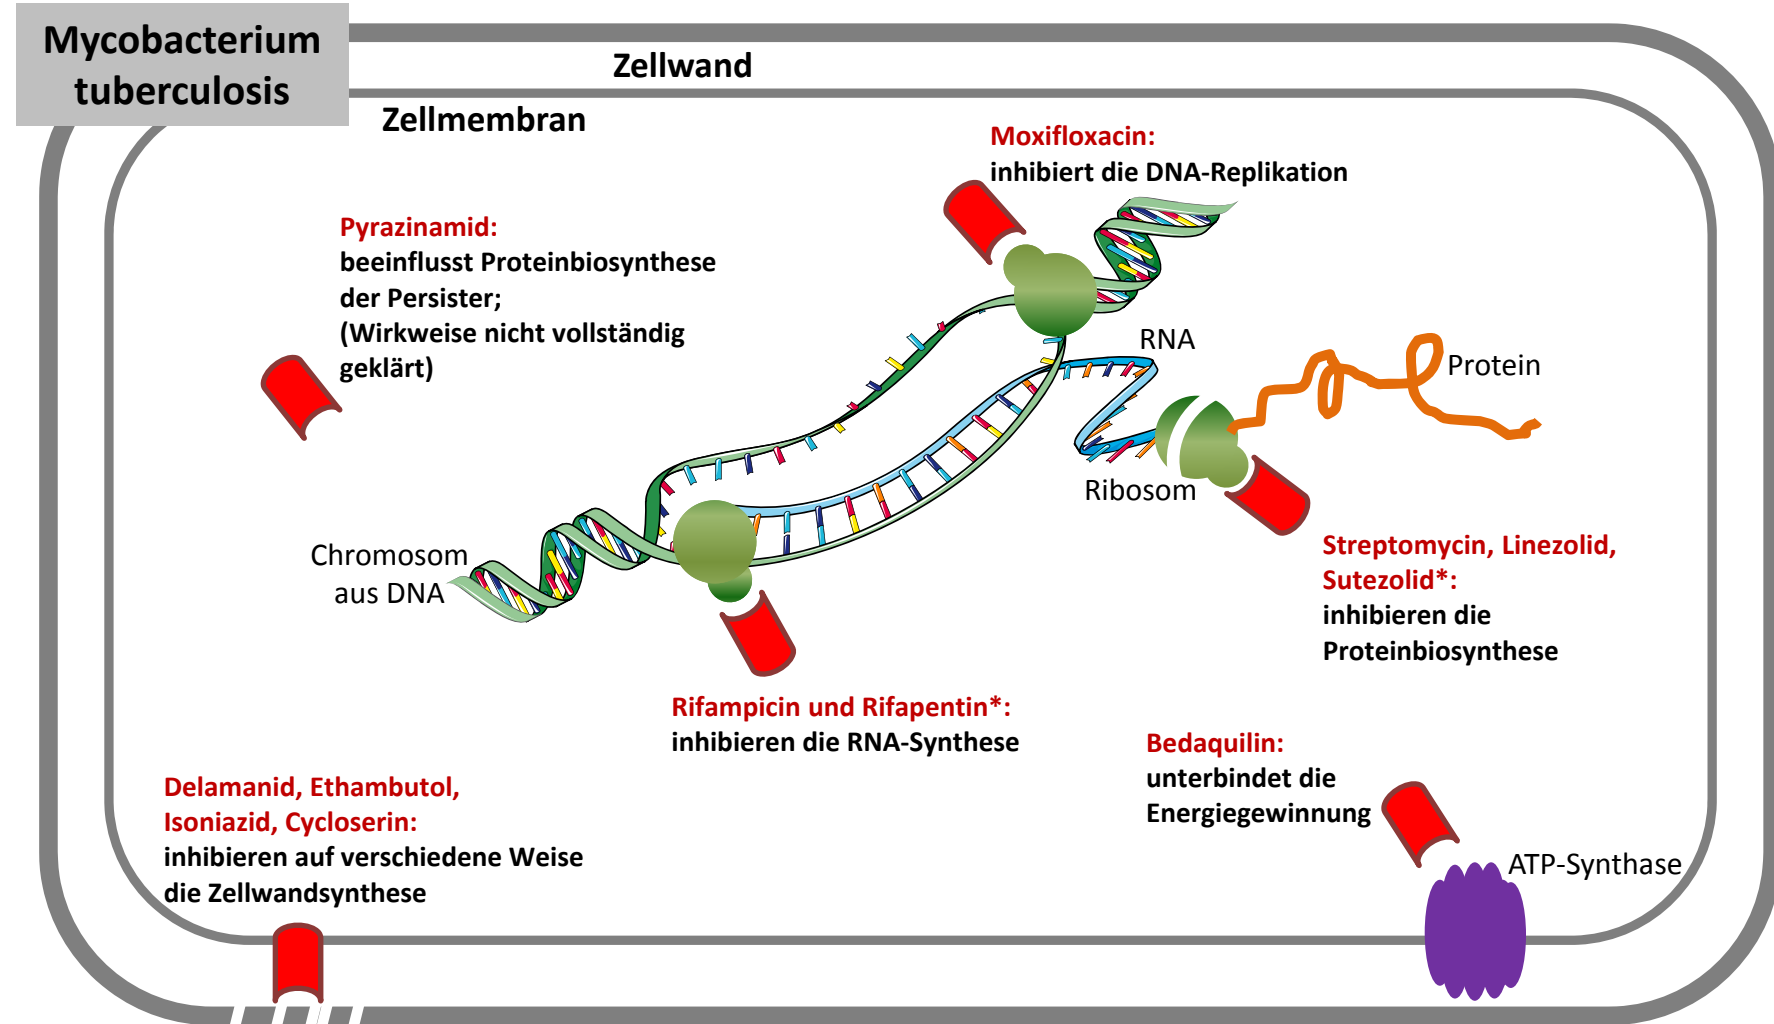 Mycobacterium
tuberculosis
Zellwand
Zellmembran
Moxifloxacin:
inhibiert die DNA-Replikation
Pyrazinamid:
beeinflusst Proteinbiosynthese
der Persister;
(Wirkweise nicht vollständig
geklärt)
RNA
Protein
Ribosom
Chromosom
aus DNA
Streptomycin, Linezolid,
Sutezolid*:
inhibieren die
Proteinbiosynthese
Rifampicin und Rifapentin*:
inhibieren die RNA-Synthese
Bedaquilin:
unterbindet die
Energiegewinnung
ATP-Synthase
Delamanid, Ethambutol,
Isoniazid, Cycloserin:
inhibieren auf verschiedene Weise
die Zellwandsynthese